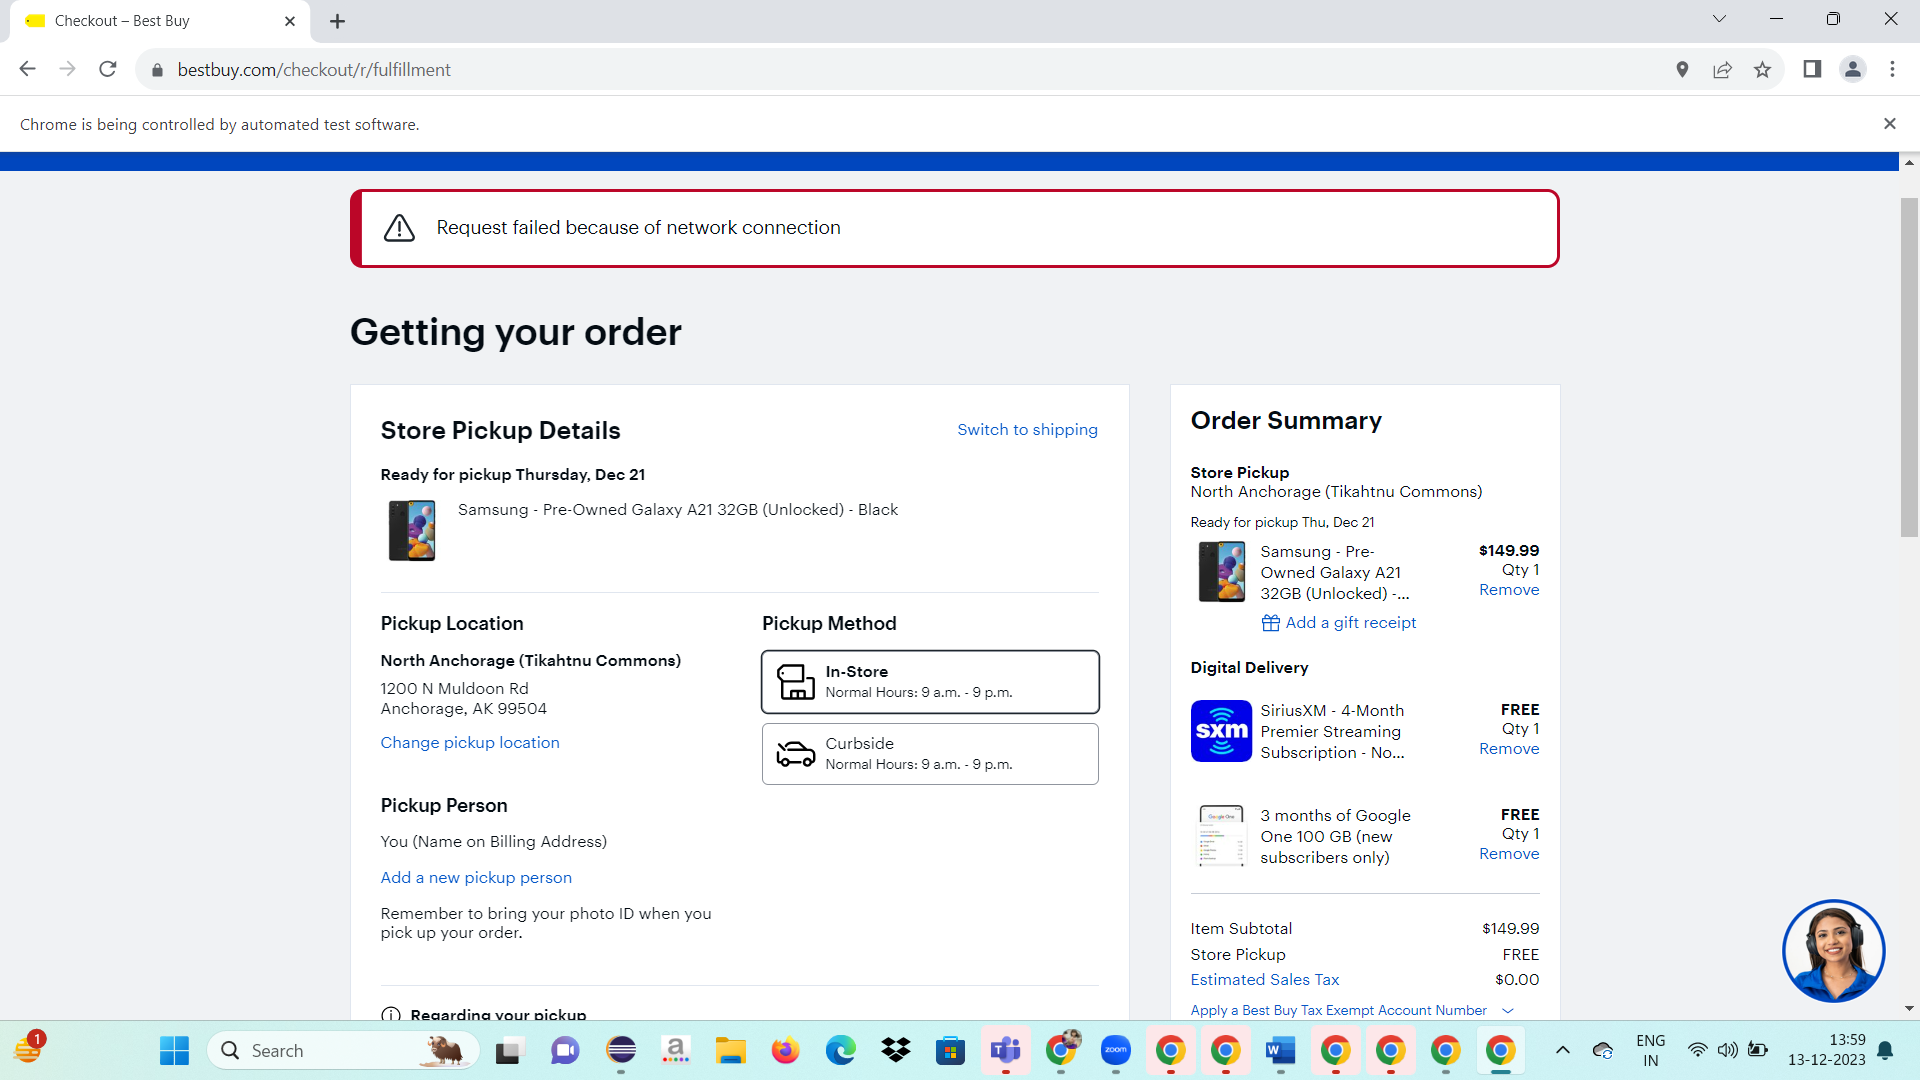 Checkout – Best Buy
bestbuy.com/checkout/r/fulfillment
Chrome is being controlled by automated test software.
Request failed because of network connection
Getting your order
Store Pickup Details
Switch to shipping
Ready for pickup Thursday, Dec 21
Samsung - Pre-Owned Galaxy A21 32GB (Unlocked) - Black
Pickup Location
North Anchorage (Tikahtnu Commons)
1200 N Muldoon Rd
Anchorage, AK 99504
Change pickup location
Pickup Method
In-Store
Normal Hours: 9 a.m. - 9 p.m.
Curbside
Normal Hours: 9 a.m. - 9 p.m.
Pickup Person
You (Name on Billing Address)
Add a new pickup person
Remember to bring your photo ID when you
pick up your order.
Regarding your pickup
Order Summary
Store Pickup
North Anchorage (Tikahtnu Commons)
Ready for pickup Thu, Dec 21
Samsung - Pre-
Owned Galaxy A21
32GB (Unlocked) -...
$149.99
Qty 1
Remove
Add a gift receipt
Digital Delivery
sxm
SiriusXM - 4-Month
Premier Streaming
Subscription - No...
FREE
Qty 1
Remove
Google One
3 months of Google
One 100 GB (new
subscribers only)
FREE
Qty 1
Remove
Item Subtotal $149.99
Store Pickup FREE
Estimated Sales Tax $0.00
Apply a Best Buy Tax Exempt Account Number
1
Search
a
zoom
W
ENG
IN
13:59
13-12-2023